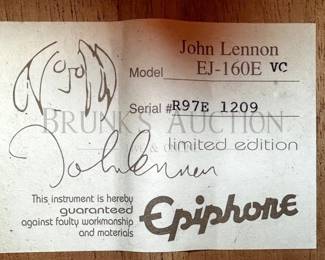 John Lennon
Model EJ-160E VC
Serial # R97E 1209
BRUNK'S AUCTION
limited edition
John Lennon
This instrument is hereby
guaranteed
against faulty workmanship
and materials
Epiphone